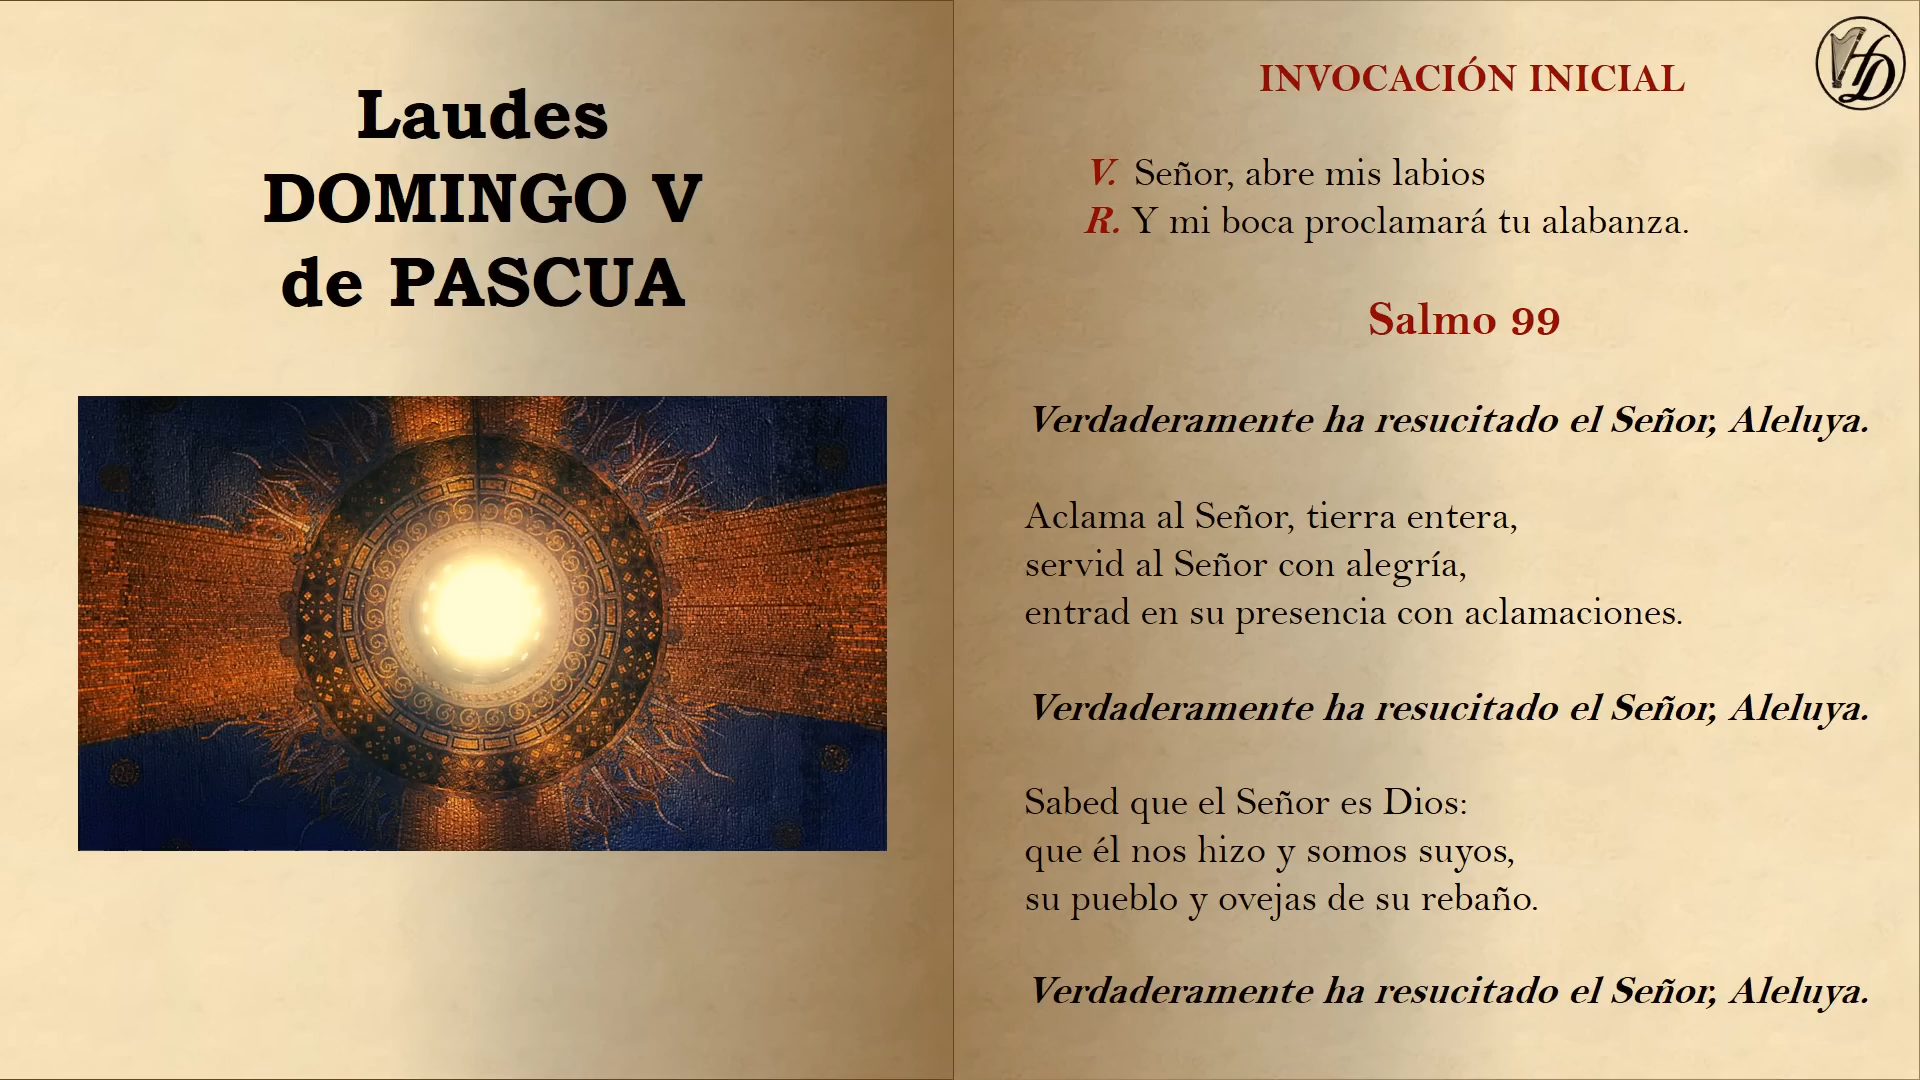 Laudes
DOMINGO V
de PASCUA
INVOCACIÓN INICIAL
HD
V. Señor, abre mis labios
R. Y mi boca proclamará tu alabanza.
Salmo 99
Verdaderamente ha resucitado el Señor, Aleluya.
Aclama al Señor, tierra entera,
servid al Señor con alegría,
entrad en su presencia con aclamaciones.
Verdaderamente ha resucitado el Señor, Aleluya.
Sabed que el Señor es Dios:
que él nos hizo y somos suyos,
su pueblo y ovejas de su rebaño.
Verdaderamente ha resucitado el Señor, Aleluya.